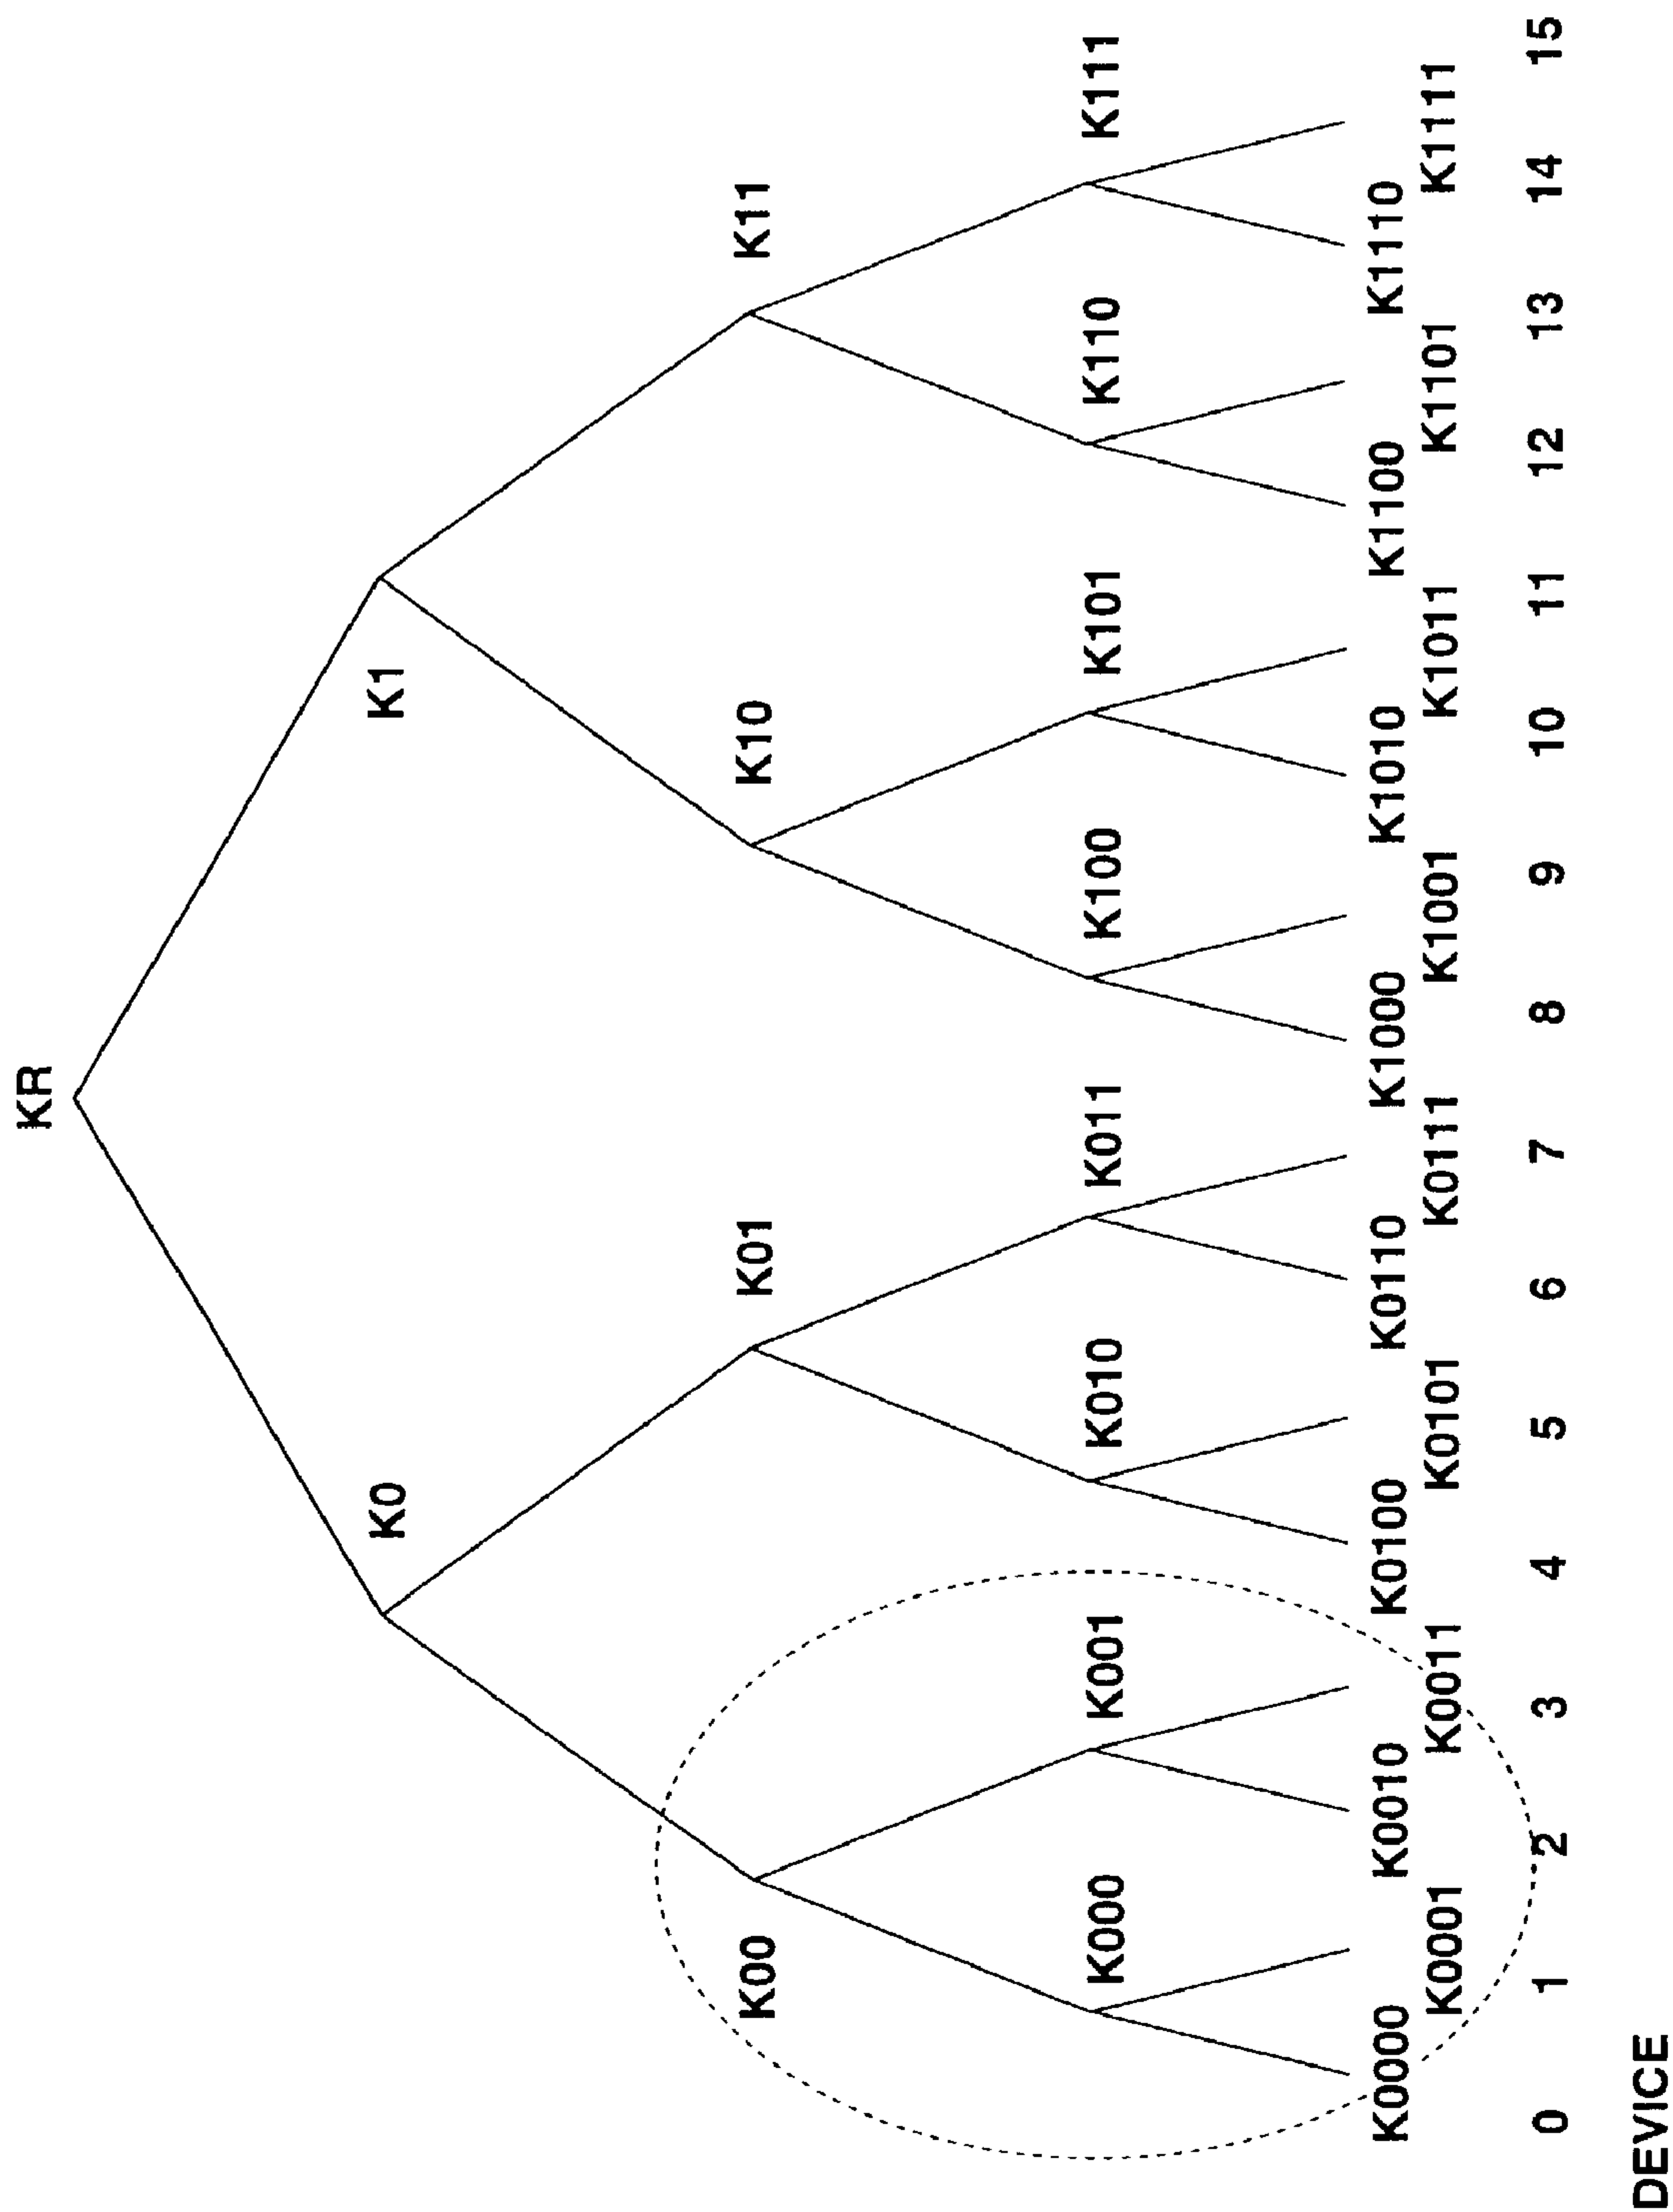 KR
K0 K1
K00 K01 K10 K11
K000 K001 K010 K011 K100 K101 K110 K111
K0000 K0010 K0100 K0110 K1000 K1010 K1100 K1110
K0001 K0011 K0101 K0111 K1001 K1011 K1101 K1111
0 1 2 3 4 5 6 7 8 9 10 11 12 13 14 15
DEVICE